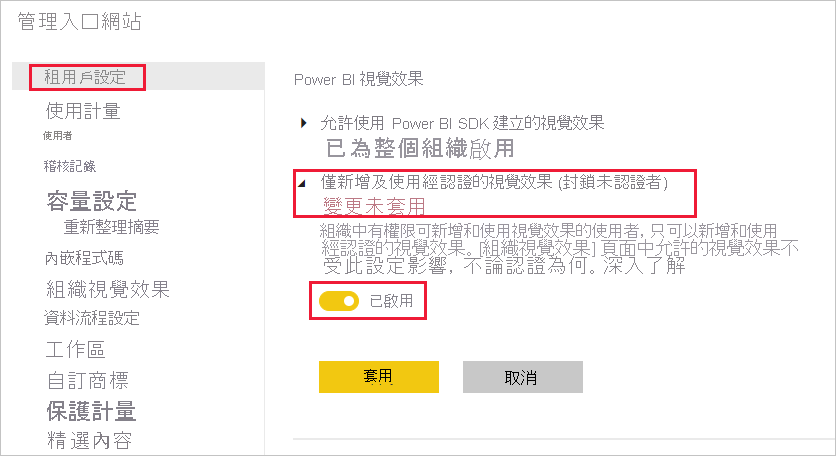 管理入口網站
租用戶設定
使用計量
使用者
稽核記錄
容量設定
重新整理摘要
內嵌程式碼
組織視覺效果
資料流程設定
工作區
自訂商標
保護計量
精選內容
Power BI 視覺效果
允許使用 Power BI SDK 建立的視覺效果
已為整個組織啟用
僅新增及使用經認證的視覺效果 (封鎖未認證者)
變更未套用
組織中有權限可新增和使用視覺效果的使用者, 只可以新增和使用
經認證的視覺效果。[組織視覺效果] 頁面中允許的視覺效果不
受此設定影響, 不論認證為何。深入了解
已啟用
套用
取消